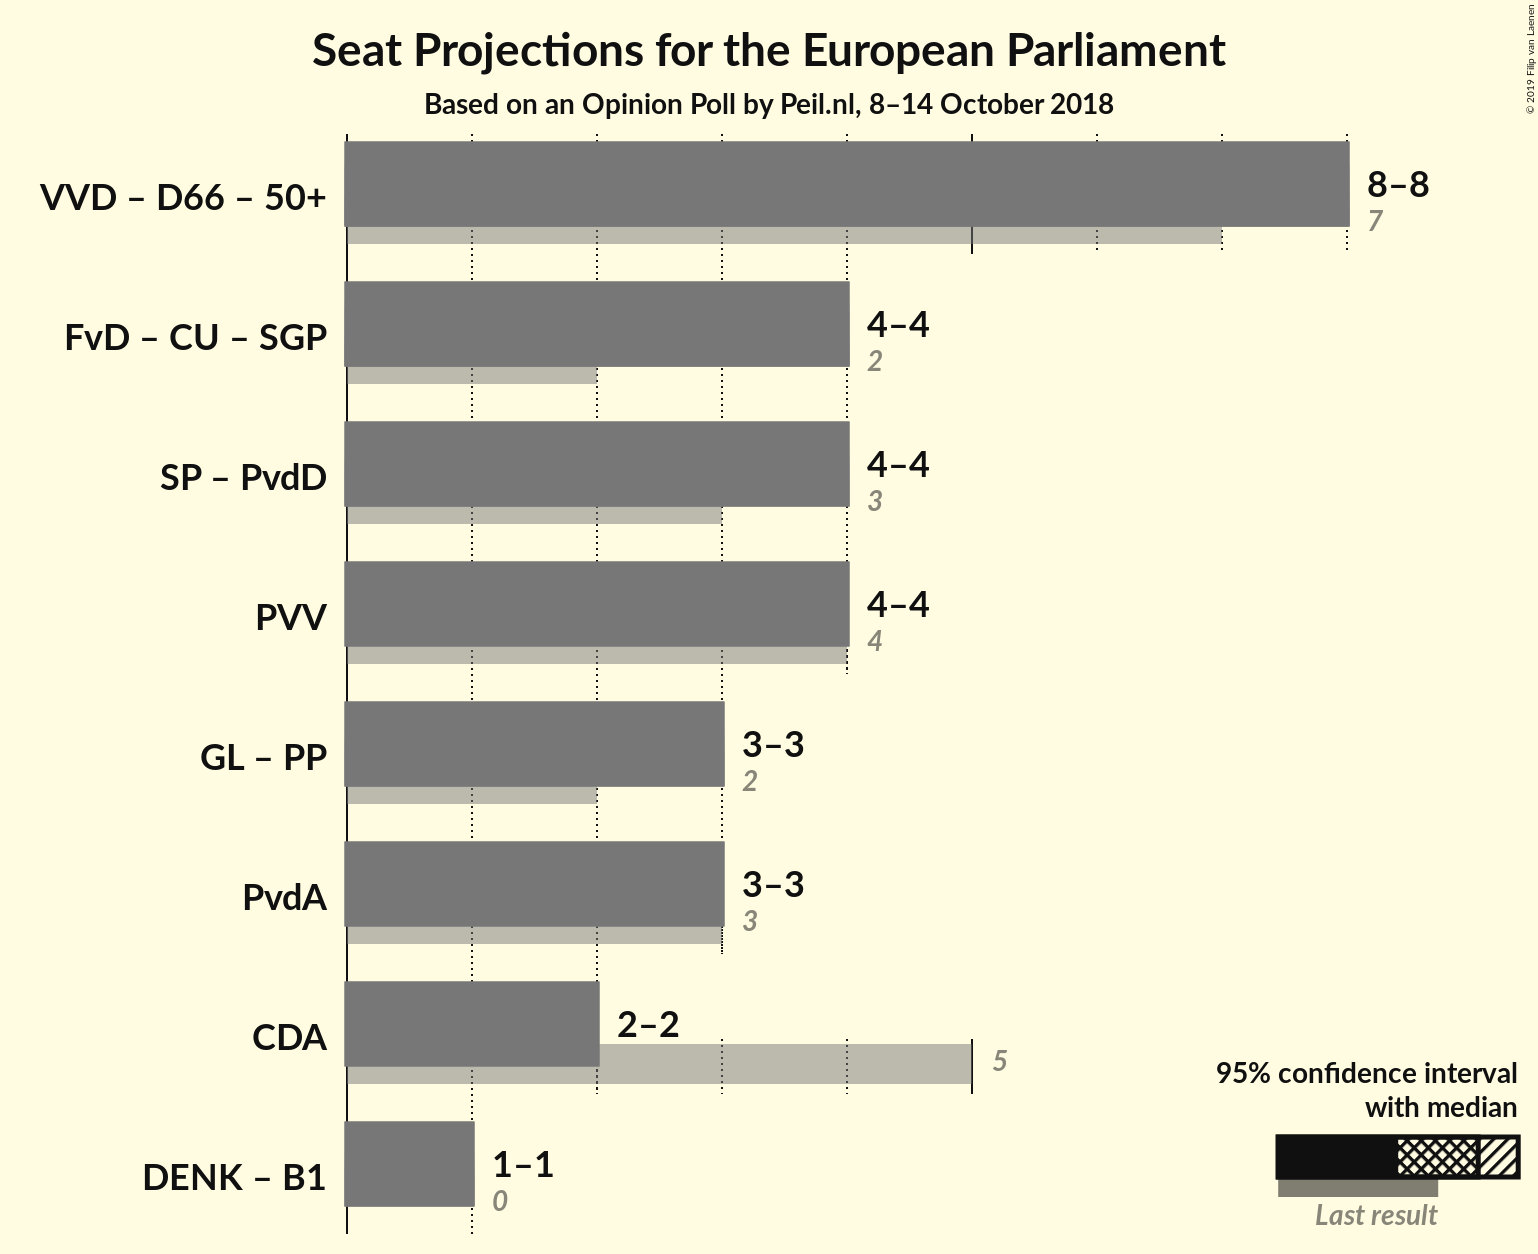 Seat Projections for the European Parliament
Based on an Opinion Poll by Peil.nl, 8–14 October 2018
© 2019 Filip van Laenen
VVD – D66 – 50+
8–8
7
FvD – CU – SGP
4–4
2
SP – PvdD
4–4
3
PVV
4–4
4
GL – PP
3–3
2
PvdA
3–3
3
CDA
2–2
5
DENK – B1
1–1
0
95% confidence interval
with median
Last result